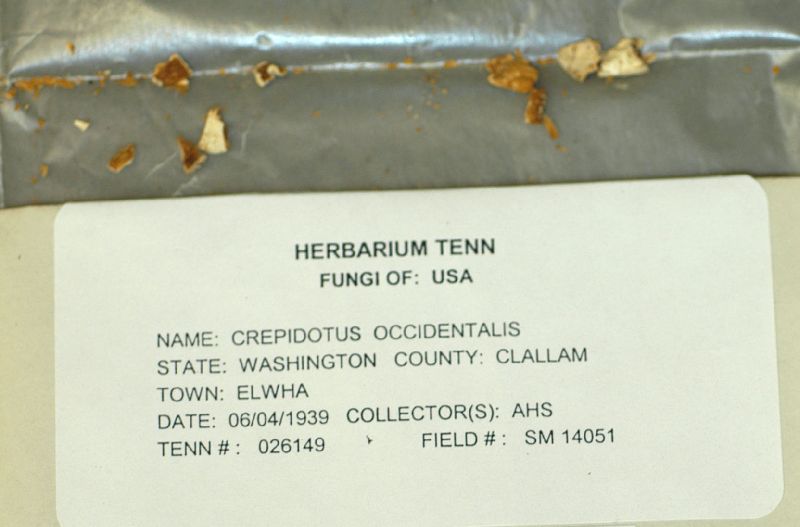 HERBARIUM TENN
FUNGI OF: USA
NAME: CREPIDOTUS OCCIDENTALIS
STATE: WASHINGTON COUNTY: CLALLAM
TOWN: ELWHA
DATE: 06/04/1939 COLLECTOR(S): AHS
TENN #: 026149 FIELD #: SM 14051